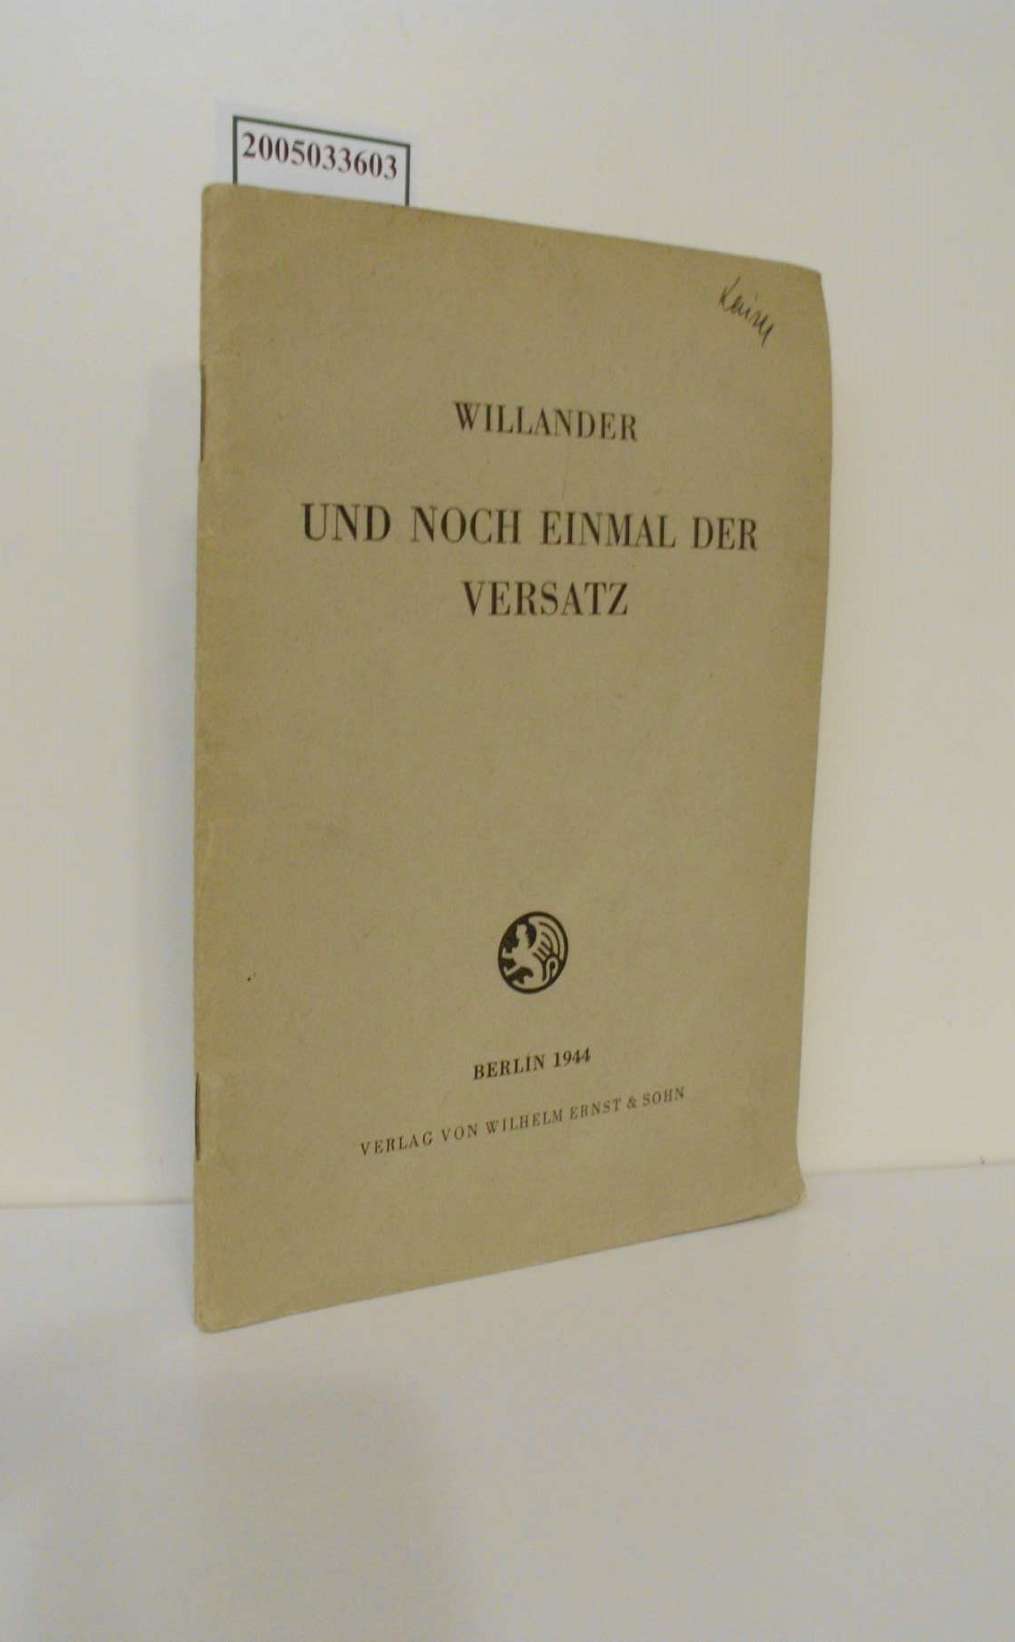 2005033603
WILLANDER
UND NOCH EINMAL DER
VERSATZ
BERLIN 1944
VERLAG VON WILHELM ERNST & SOHN